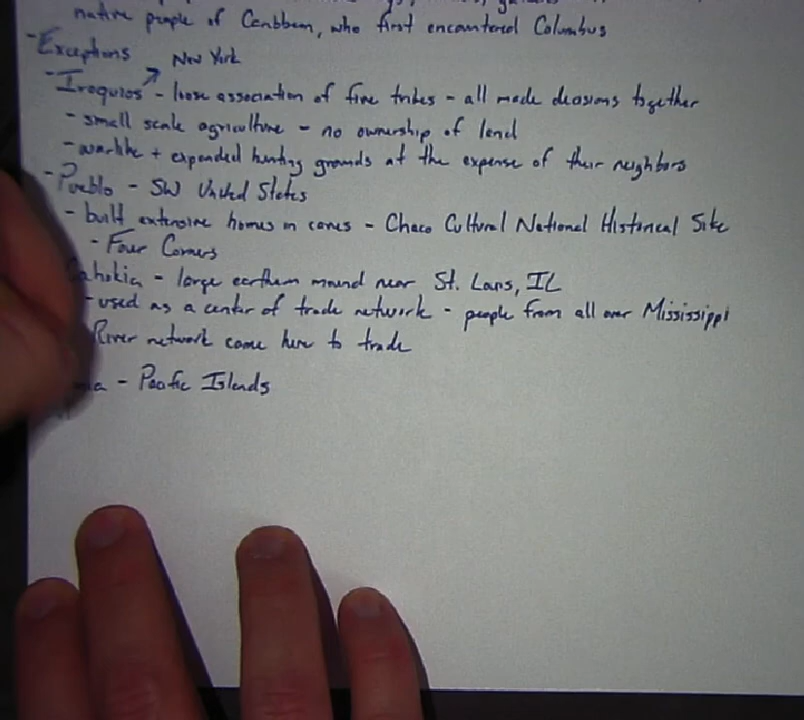 native people of Caribbean, who first encountered Columbus
- Exceptions New York
- Iroquios - loose association of five tribes - all made decisions together
- small scale agriculture - no ownership of land
- warlike + expanded hunting grounds at the expense of their neighbors
- Pueblo - SW United States
- built extensive homes in caves - Chaco Cultural National Historical Site
- Four Corners
Cahokia - large earthen mound near St. Louis, IL
- used as a center of trade network - people from all over Mississippi
River network came here to trade
- Pacific Islands